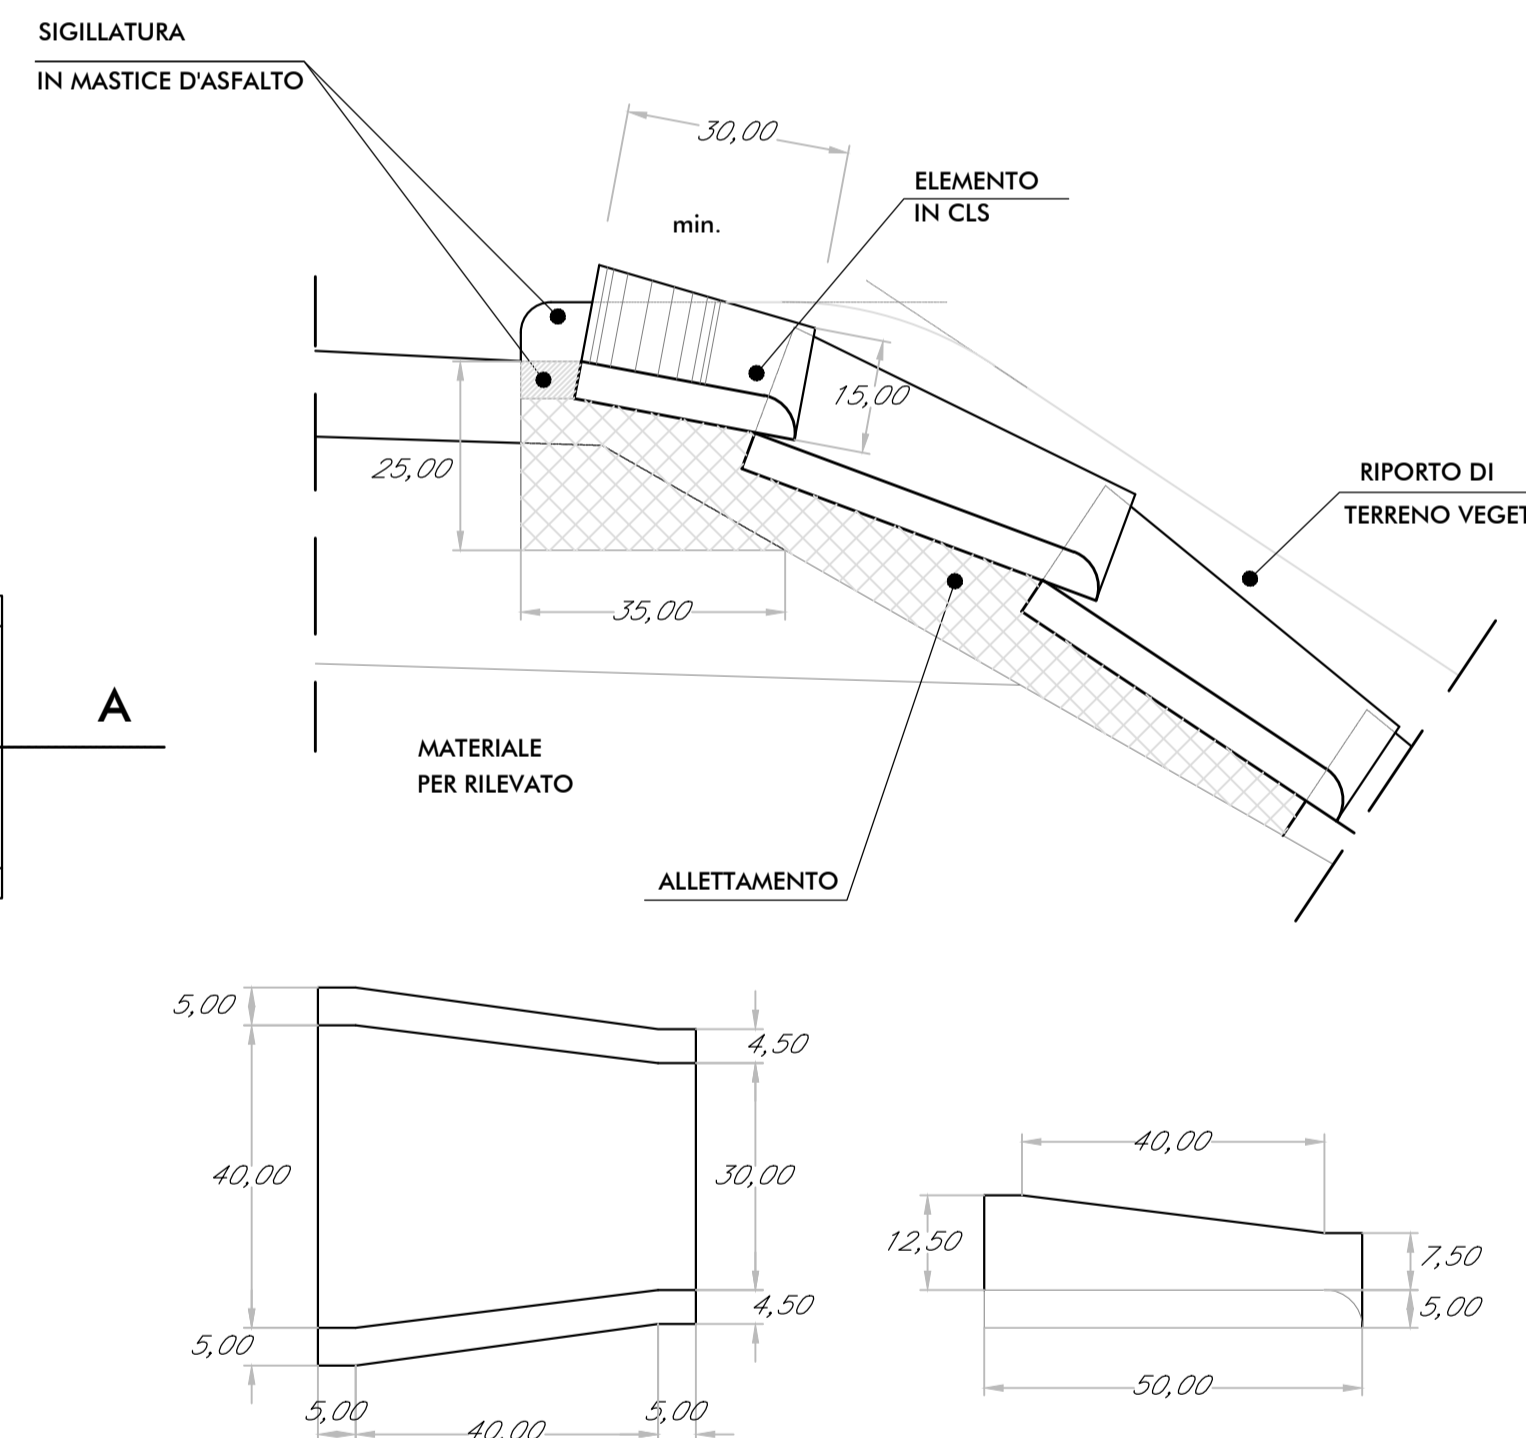 SIGILLATURA
IN MASTICE D'ASFALTO
30,00
min.
ELEMENTO
IN CLS
15,00
25,00
35,00
RIPORTO DI
TERRENO
A
MATERIALE
PER RILEVATO
ALLETTAMENTO
5,00
4,50
40,00
30,00
4,50
5,00
5,00
40,00
5,00
40,00
12,50
7,50
5,00
50,00